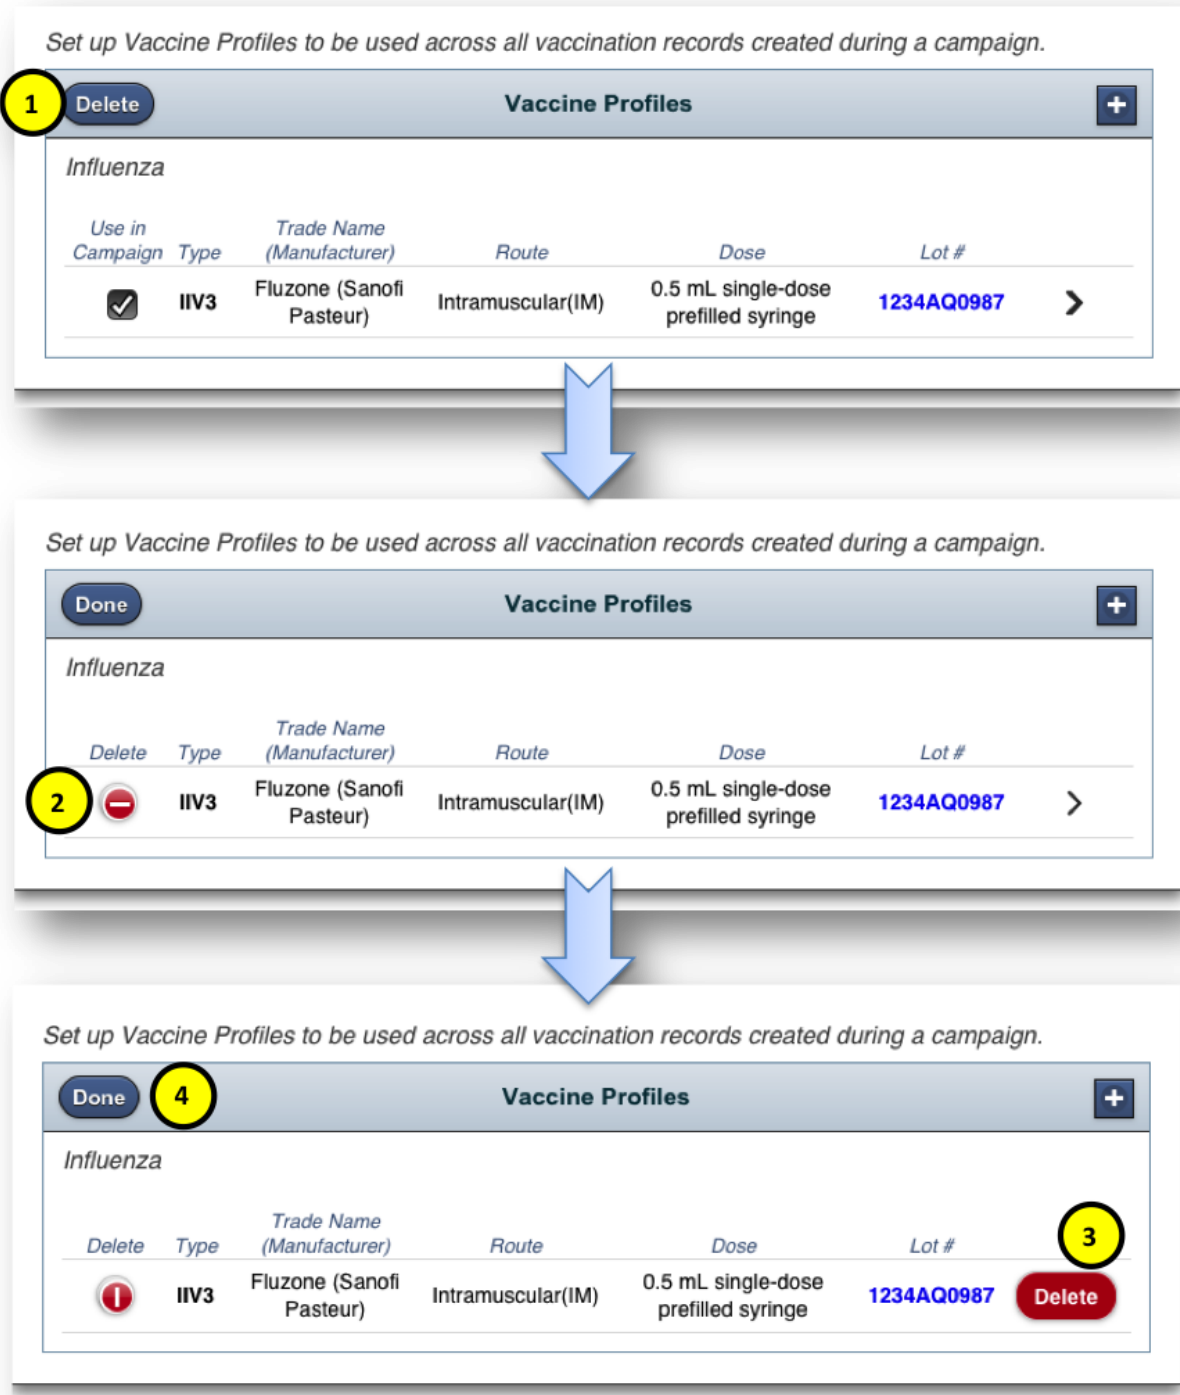 Set up Vaccine Profiles to be used across all vaccination records created during a campaign.
1 Delete Vaccine Profiles +
Influenza
Use in Trade Name
Campaign Type (Manufacturer) Route Dose Lot #
Fluzone (Sanofi 0.5 mL single-dose
IIV3 Intramuscular(IM) 1234AQ0987
Pasteur) prefilled syringe
Set up Vaccine Profiles to be used across all vaccination records created during a campaign.
Done Vaccine Profiles +
Influenza
Trade Name
Delete Type (Manufacturer) Route Dose Lot #
Fluzone (Sanofi 0.5 mL single-dose
2 IIV3 Intramuscular(IM) 1234AQ0987
Pasteur) prefilled syringe
Set up Vaccine Profiles to be used across all vaccination records created during a campaign.
Done 4 Vaccine Profiles +
Influenza
Trade Name 3
Delete Type (Manufacturer) Route Dose Lot #
Fluzone (Sanofi 0.5 mL single-dose
IIV3 Intramuscular(IM) 1234AQ0987 Delete
Pasteur) prefilled syringe